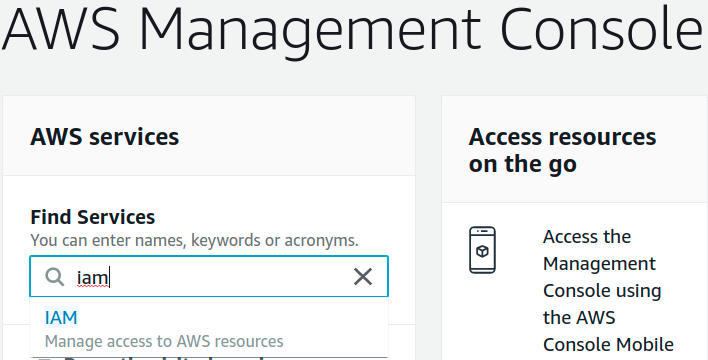 AWS Management Console
AWS services
Find Services
You can enter names, keywords or acronyms.
iam
IAM
Manage access to AWS resources
Access resources
on the go
Access the
Management
Console using
the AWS
Console Mobile